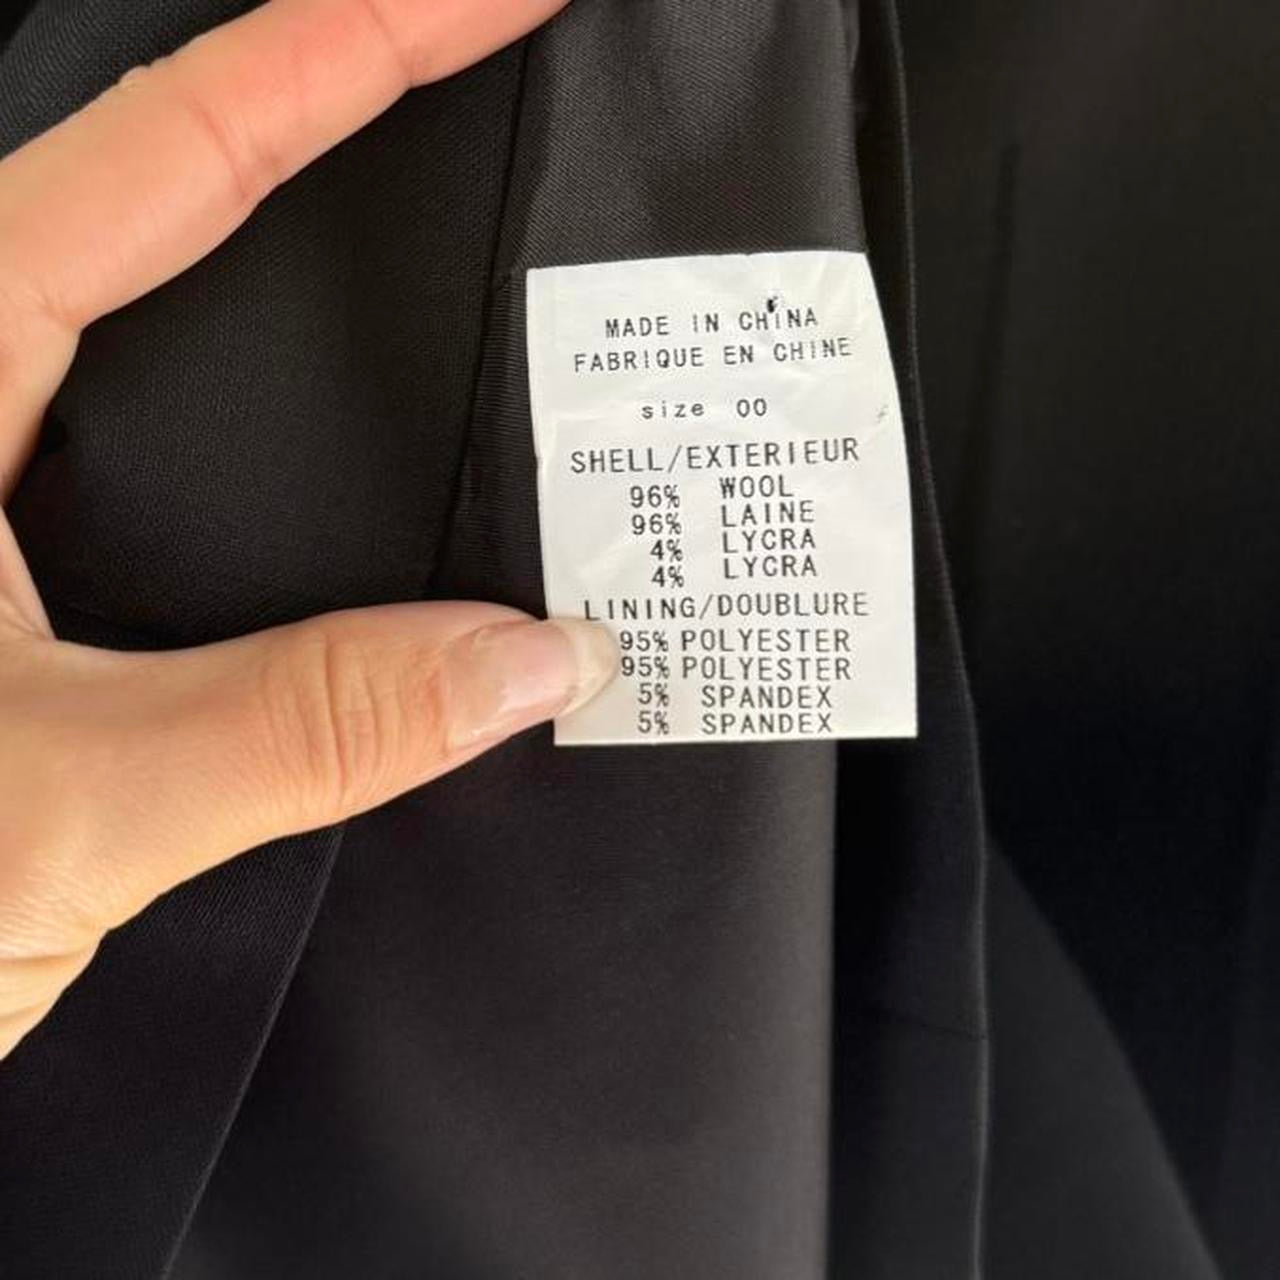 MADE IN CHINA
FABRIQUE EN CHINE
size 00
SHELL/EXTERIEUR
96% WOOL
96% LAINE
4% LYCRA
4% LYCRA
LINING/DOUBLURE
95% POLYESTER
95% POLYESTER
5% SPANDEX
5% SPANDEX